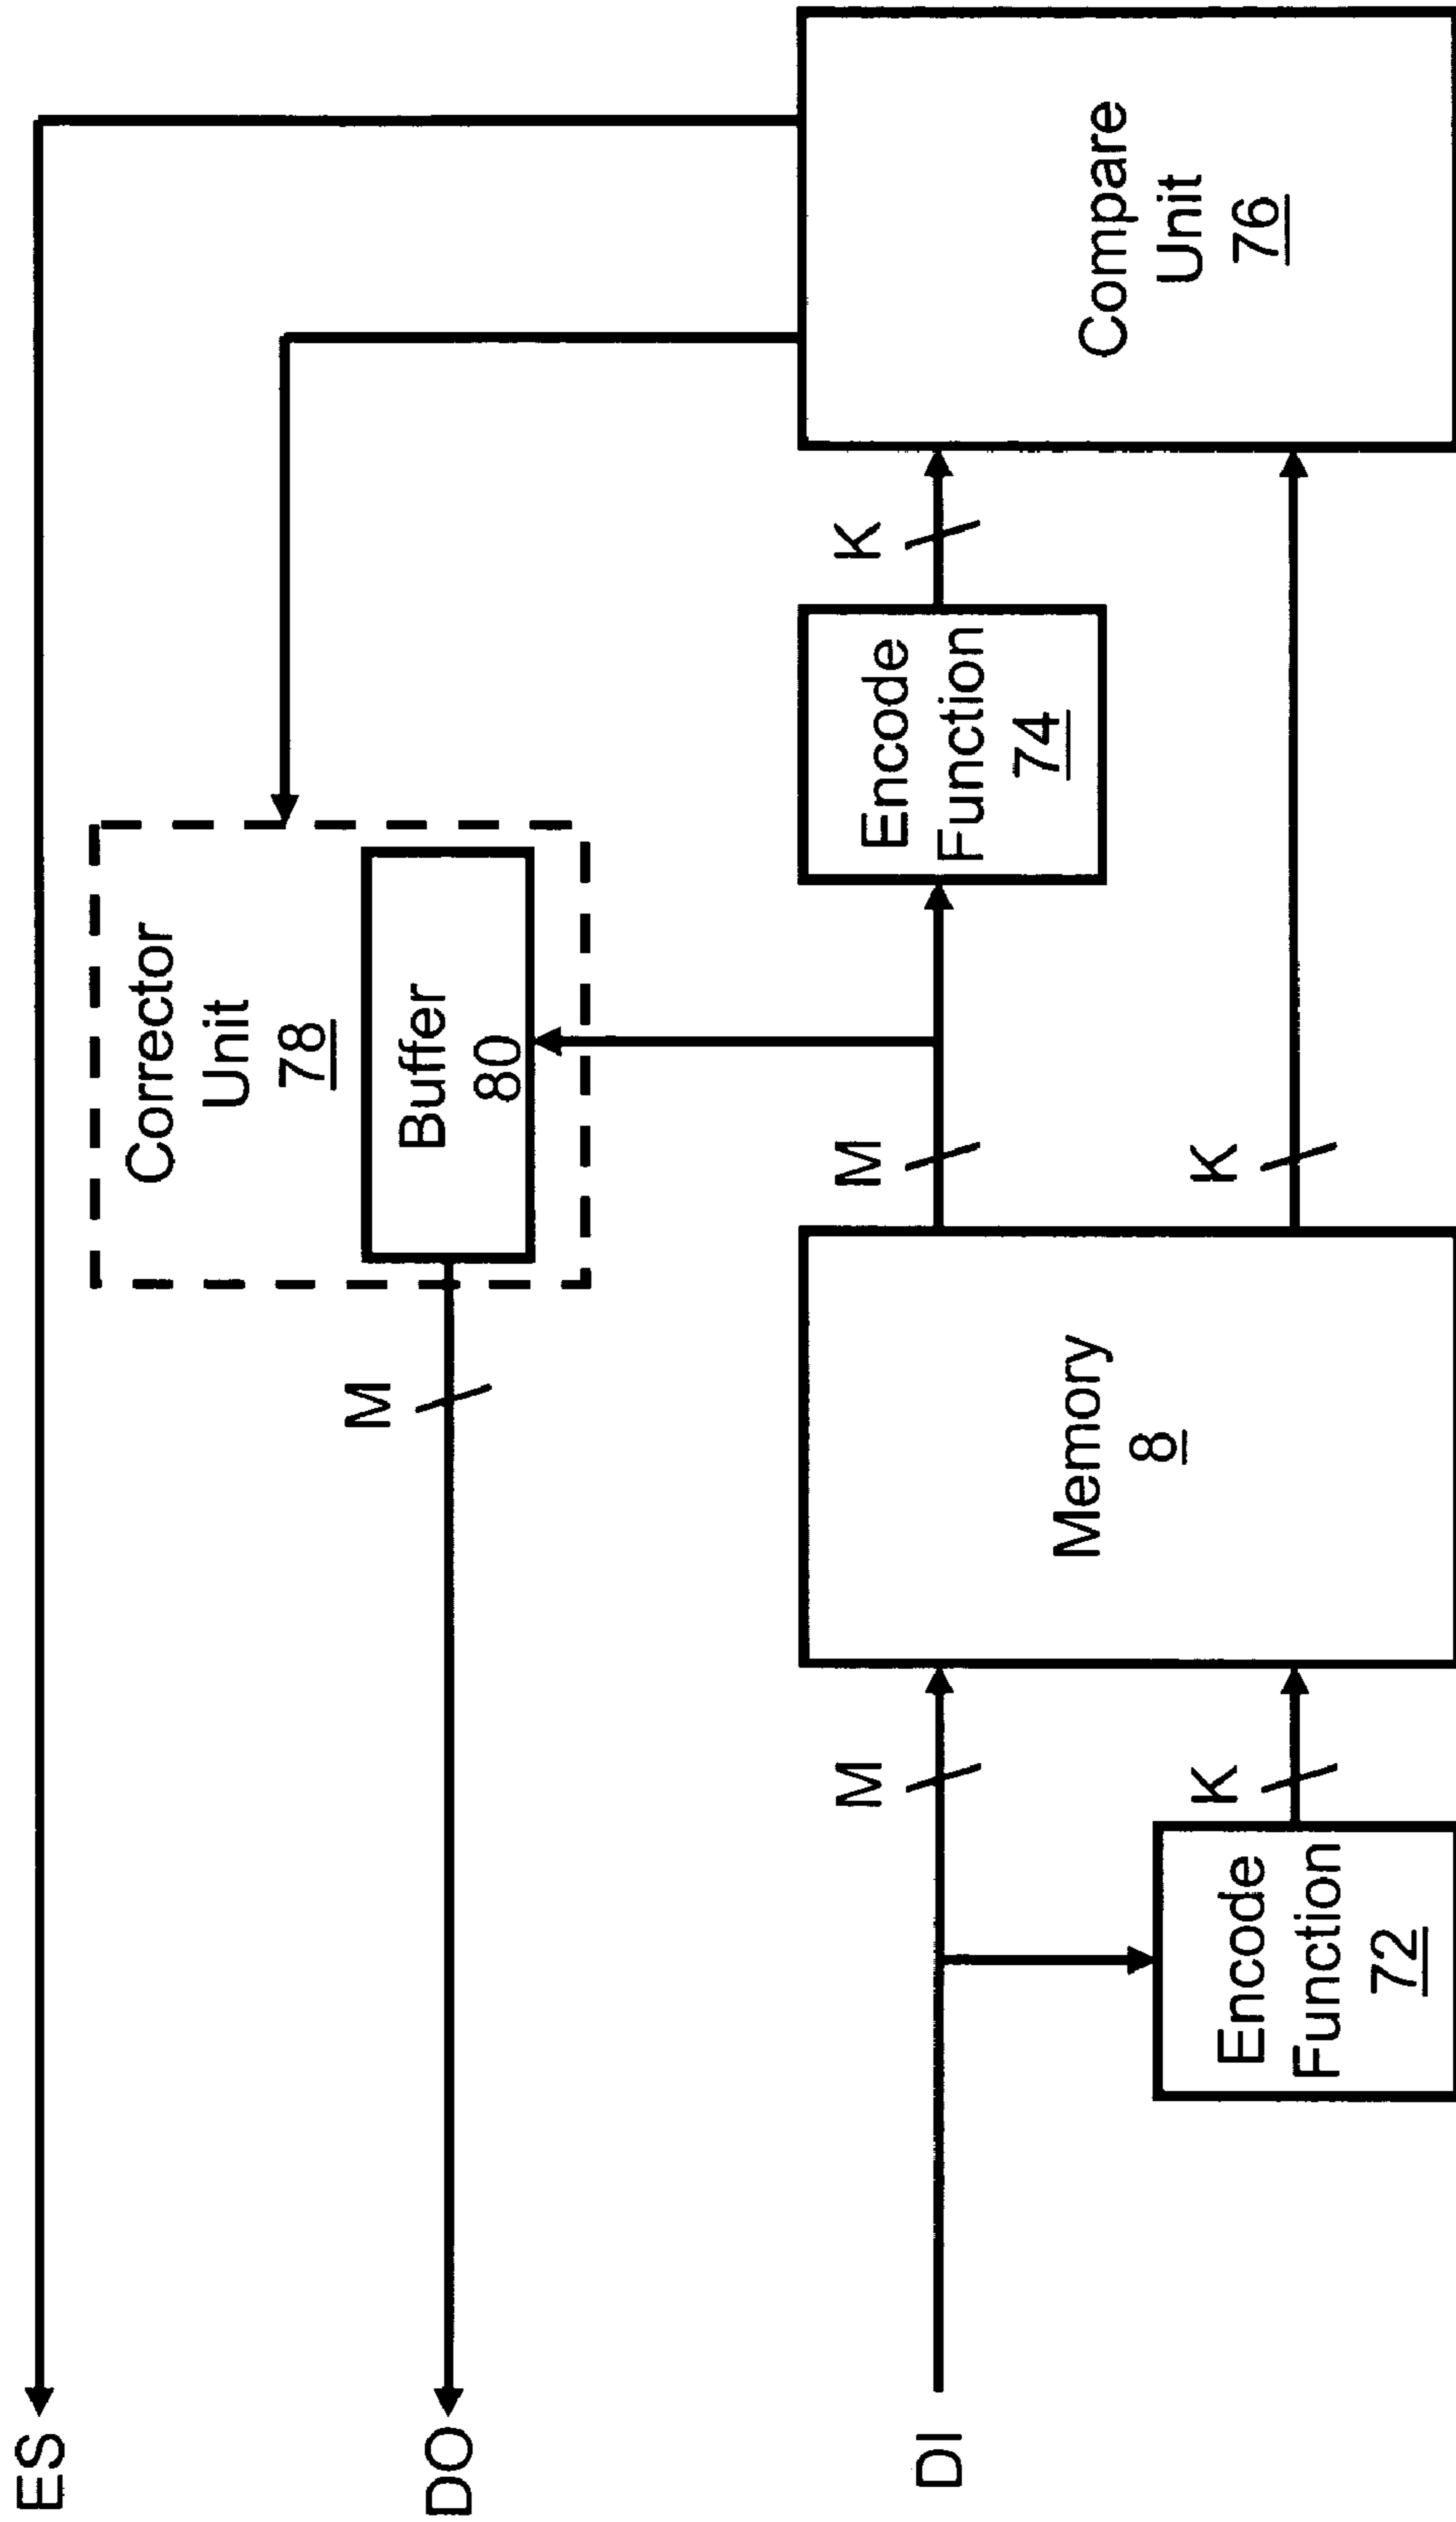 ES
Corrector
Unit
78
Buffer
80
M
DO
M
M
K
Encode
Function
74
K
Compare
Unit
76
Memory
8
DI
K
Encode
Function
72